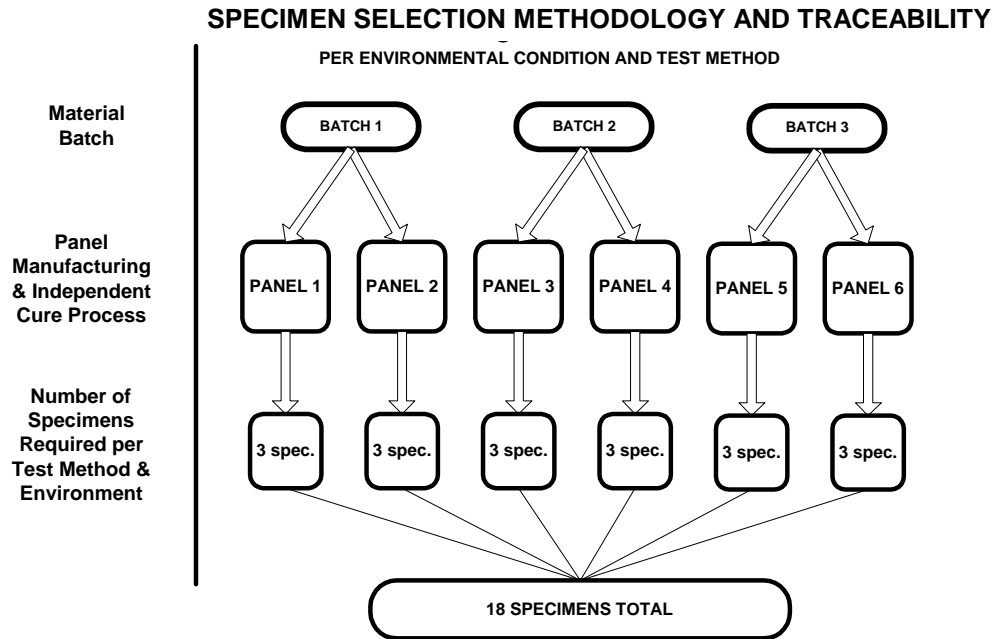 SPECIMEN SELECTION METHODOLOGY AND TRACEABILITY
PER ENVIRONMENTAL CONDITION AND TEST METHOD
Material
Batch
BATCH 1
BATCH 2
BATCH 3
Panel
Manufacturing
& Independent
Cure Process
PANEL 1
PANEL 2
PANEL 3
PANEL 4
PANEL 5
PANEL 6
Number of
Specimens
Required per
Test Method &
Environment
3 spec.
3 spec.
3 spec.
3 spec.
3 spec.
3 spec.
18 SPECIMENS TOTAL